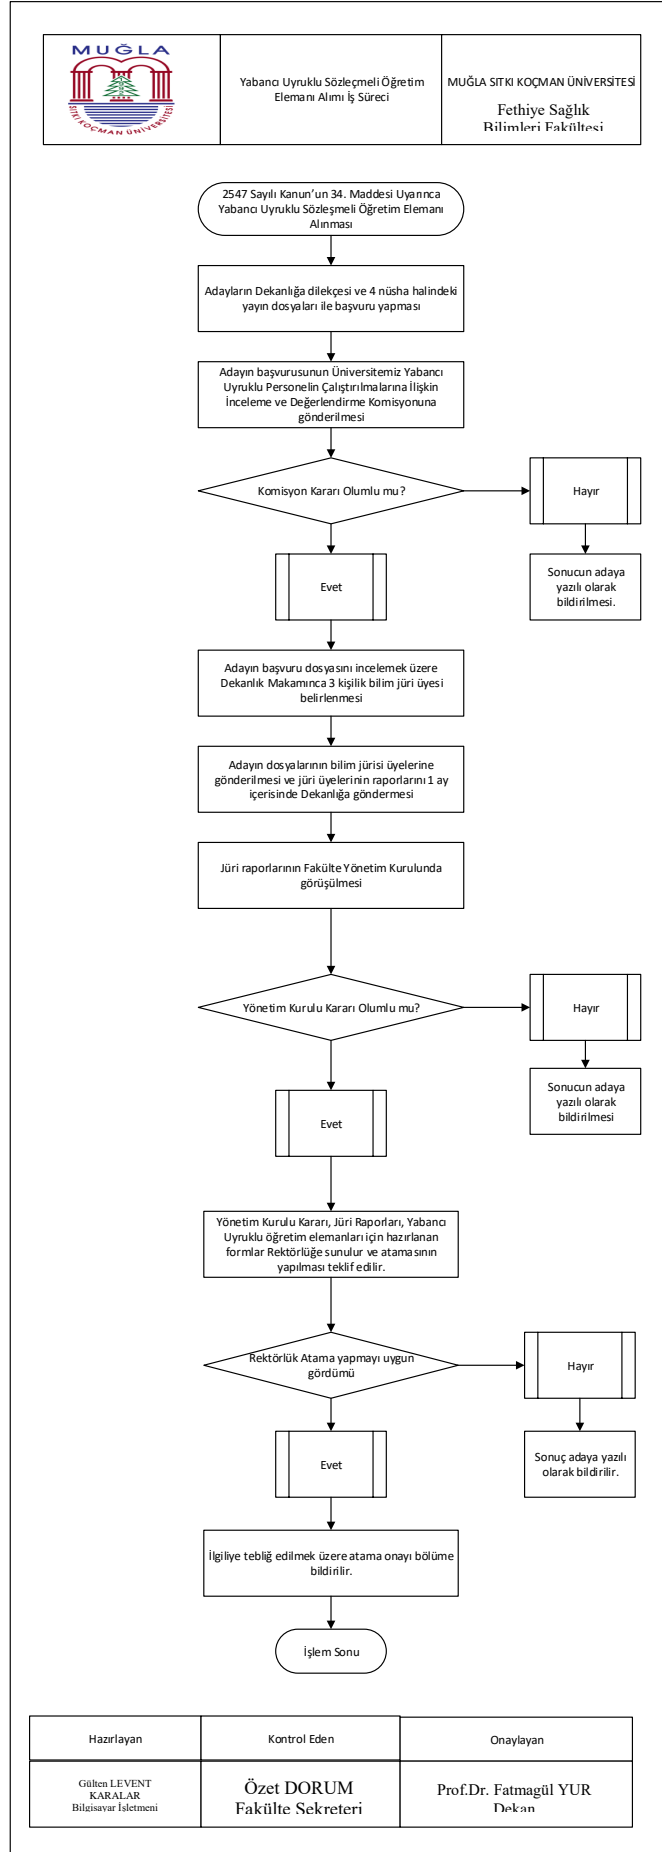 MUĞLA
SITKI KOÇMAN ÜNİVERSİTESİ
Yabancı Uyruklu Sözleşmeli Öğretim
Elemanı Alımı İş Süreci
MUĞLA SITKI KOÇMAN ÜNİVERSİTESİ
Fethiye Sağlık
Bilimleri Fakültesi
2547 Sayılı Kanun’un 34. Maddesi Uyarınca
Yabancı Uyruklu Sözleşmeli Öğretim Elemanı
Alınması
Adayların Dekanlığa dilekçesi ve 4 nüsha halindeki
yayın dosyaları ile başvuru yapması
Adayın başvurusunun Üniversitemiz Yabancı
Uyruklu Personelin Çalıştırılmalarına İlişkin
İnceleme ve Değerlendirme Komisyonuna
gönderilmesi
Komisyon Kararı Olumlu mu?
Hayır
Evet
Sonucun adaya
yazılı olarak
bildirilmesi.
Adayın başvuru dosyasını incelemek üzere
Dekanlık Makamınca 3 kişilik bilim jüri üyesi
belirlenmesi
Adayın dosyalarının bilim jürisi üyelerine
gönderilmesi ve jüri üyelerinin raporlarını 1 ay
içerisinde Dekanlığa göndermesi
Jüri raporlarının Fakülte Yönetim Kurulunda
görüşülmesi
Yönetim Kurulu Kararı Olumlu mu?
Hayır
Sonucun adaya
yazılı olarak
bildirilmesi
Evet
Yönetim Kurulu Kararı, Jüri Raporları, Yabancı
Uyruklu öğretim elemanları için hazırlanan
formlar Rektörlüğe sunulur ve atamasının
yapılması teklif edilir.
Rektörlük Atama yapmayı uygun
gördümü
Hayır
Evet
Sonuç adaya yazılı
olarak bildirilir.
İlgiliye tebliğ edilmek üzere atama onayı bölüme
bildirilir.
İşlem Sonu
Hazırlayan
Kontrol Eden
Onaylayan
Gülten LEVENT
KARALAR
Bilgisayar İşletmeni
Özet DORUM
Fakülte Sekreteri
Prof.Dr. Fatmagül YUR
Dekan